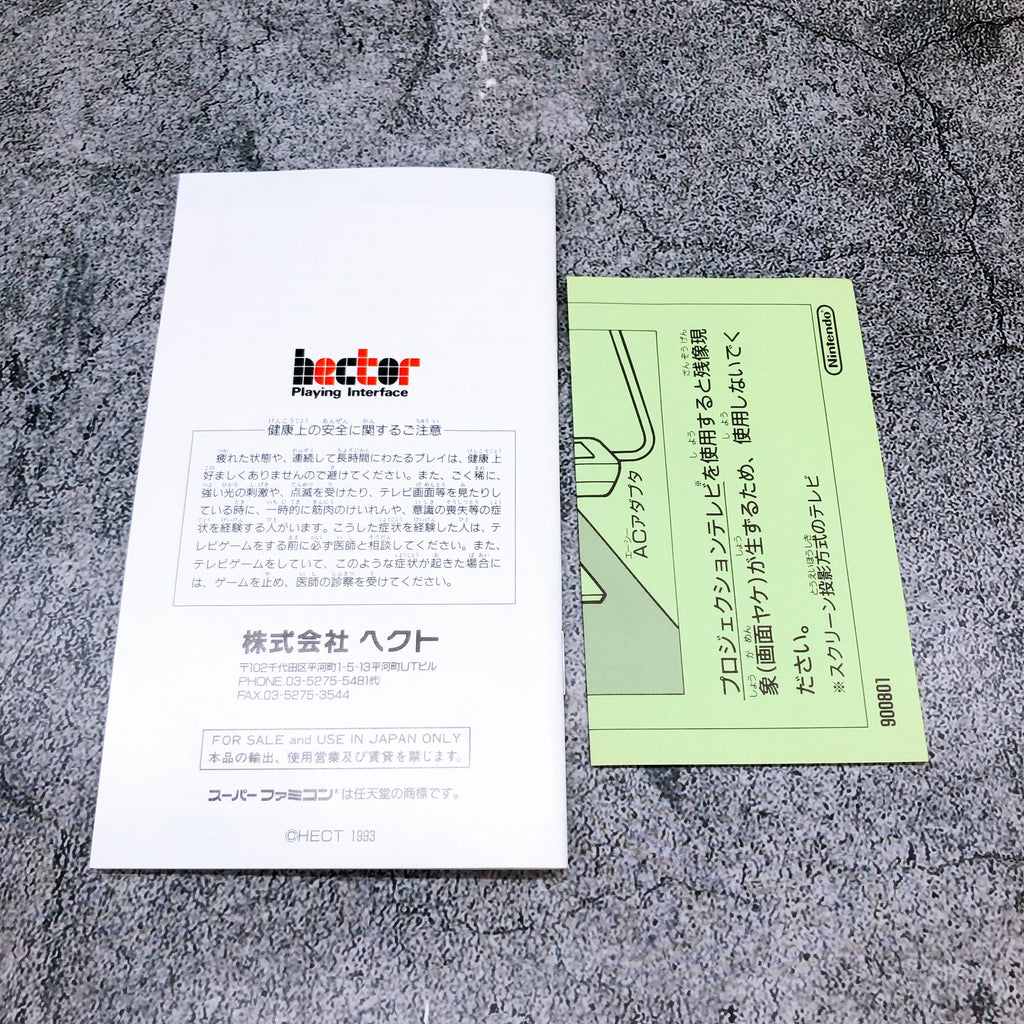 hector
Playing Interface
健康上の安全に関するご注意
疲れた状態や、連続して長時間にわたるプレイは、健康上
好ましくありませんので避けてください。また、ごく稀に、
強い光の刺激や、点滅を受けたり、テレビ画面等を見たりし
ている時に、一時的に筋肉のけいれんや、意識の喪失等の症
状を経験する人がいます。こうした症状を経験した人は、テ
レビゲームをする前に必ず医師と相談してください。また、
テレビゲームをしていて、このような症状が起きた場合に
は、ゲームを止め、医師の診察を受けてください。
株式会社 ヘクト
〒102千代田区平河町1-5-13平河町UTビル
PHONE.03-5275-5481代
FAX.03-5275-3544
FOR SALE and USE IN JAPAN ONLY
本品の輸出、使用営業及び賃貸を禁じます。
スーパーファミコン®は任天堂の商標です。
©HECT 1993
ACアダプタ
プロジェクションテレビ※を使用すると残像現
象(画面ヤケ)が生ずるため、使用しないでく
ださい。
※スクリーン投影方式のテレビ
Nintendo®
900801